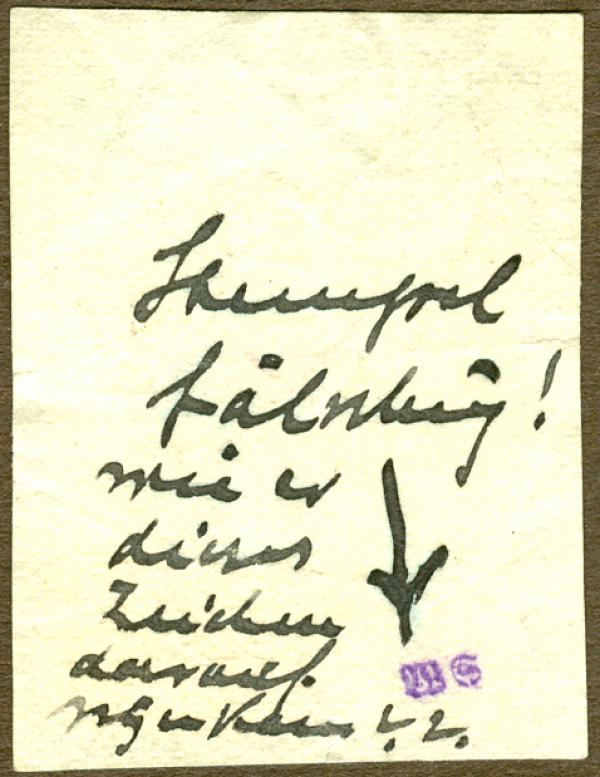 Stempel
fälschung!
wie er
dieses
Zeichen
darauf